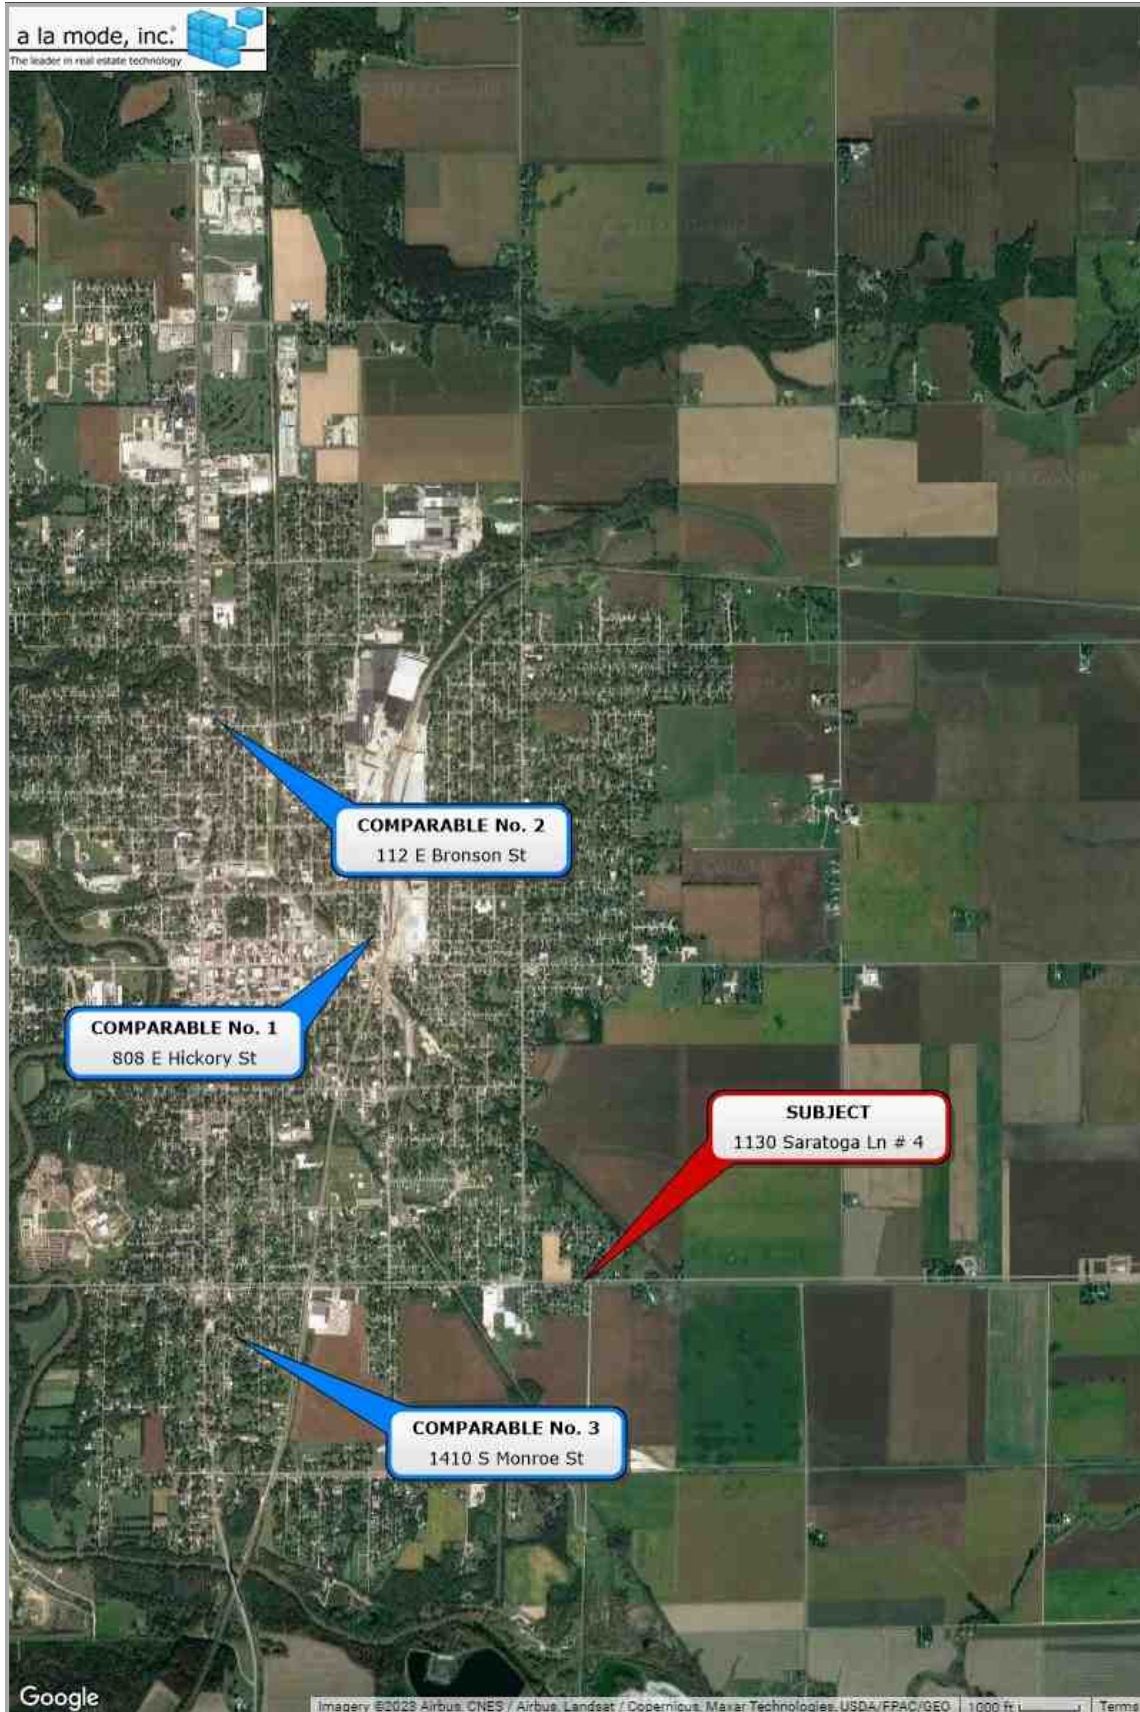 a la mode, inc.
The leader in real estate technology
COMPARABLE No. 2
112 E Bronson St
COMPARABLE No. 1
808 E Hickory St
SUBJECT
1130 Saratoga Ln # 4
COMPARABLE No. 3
1410 S Monroe St
Google
Imagery ©2023 Airbus, CNES / Airbus, Landsat / Copernicus, Maxar Technologies, USDA/FPAC/GEO
1000 ft
Terms